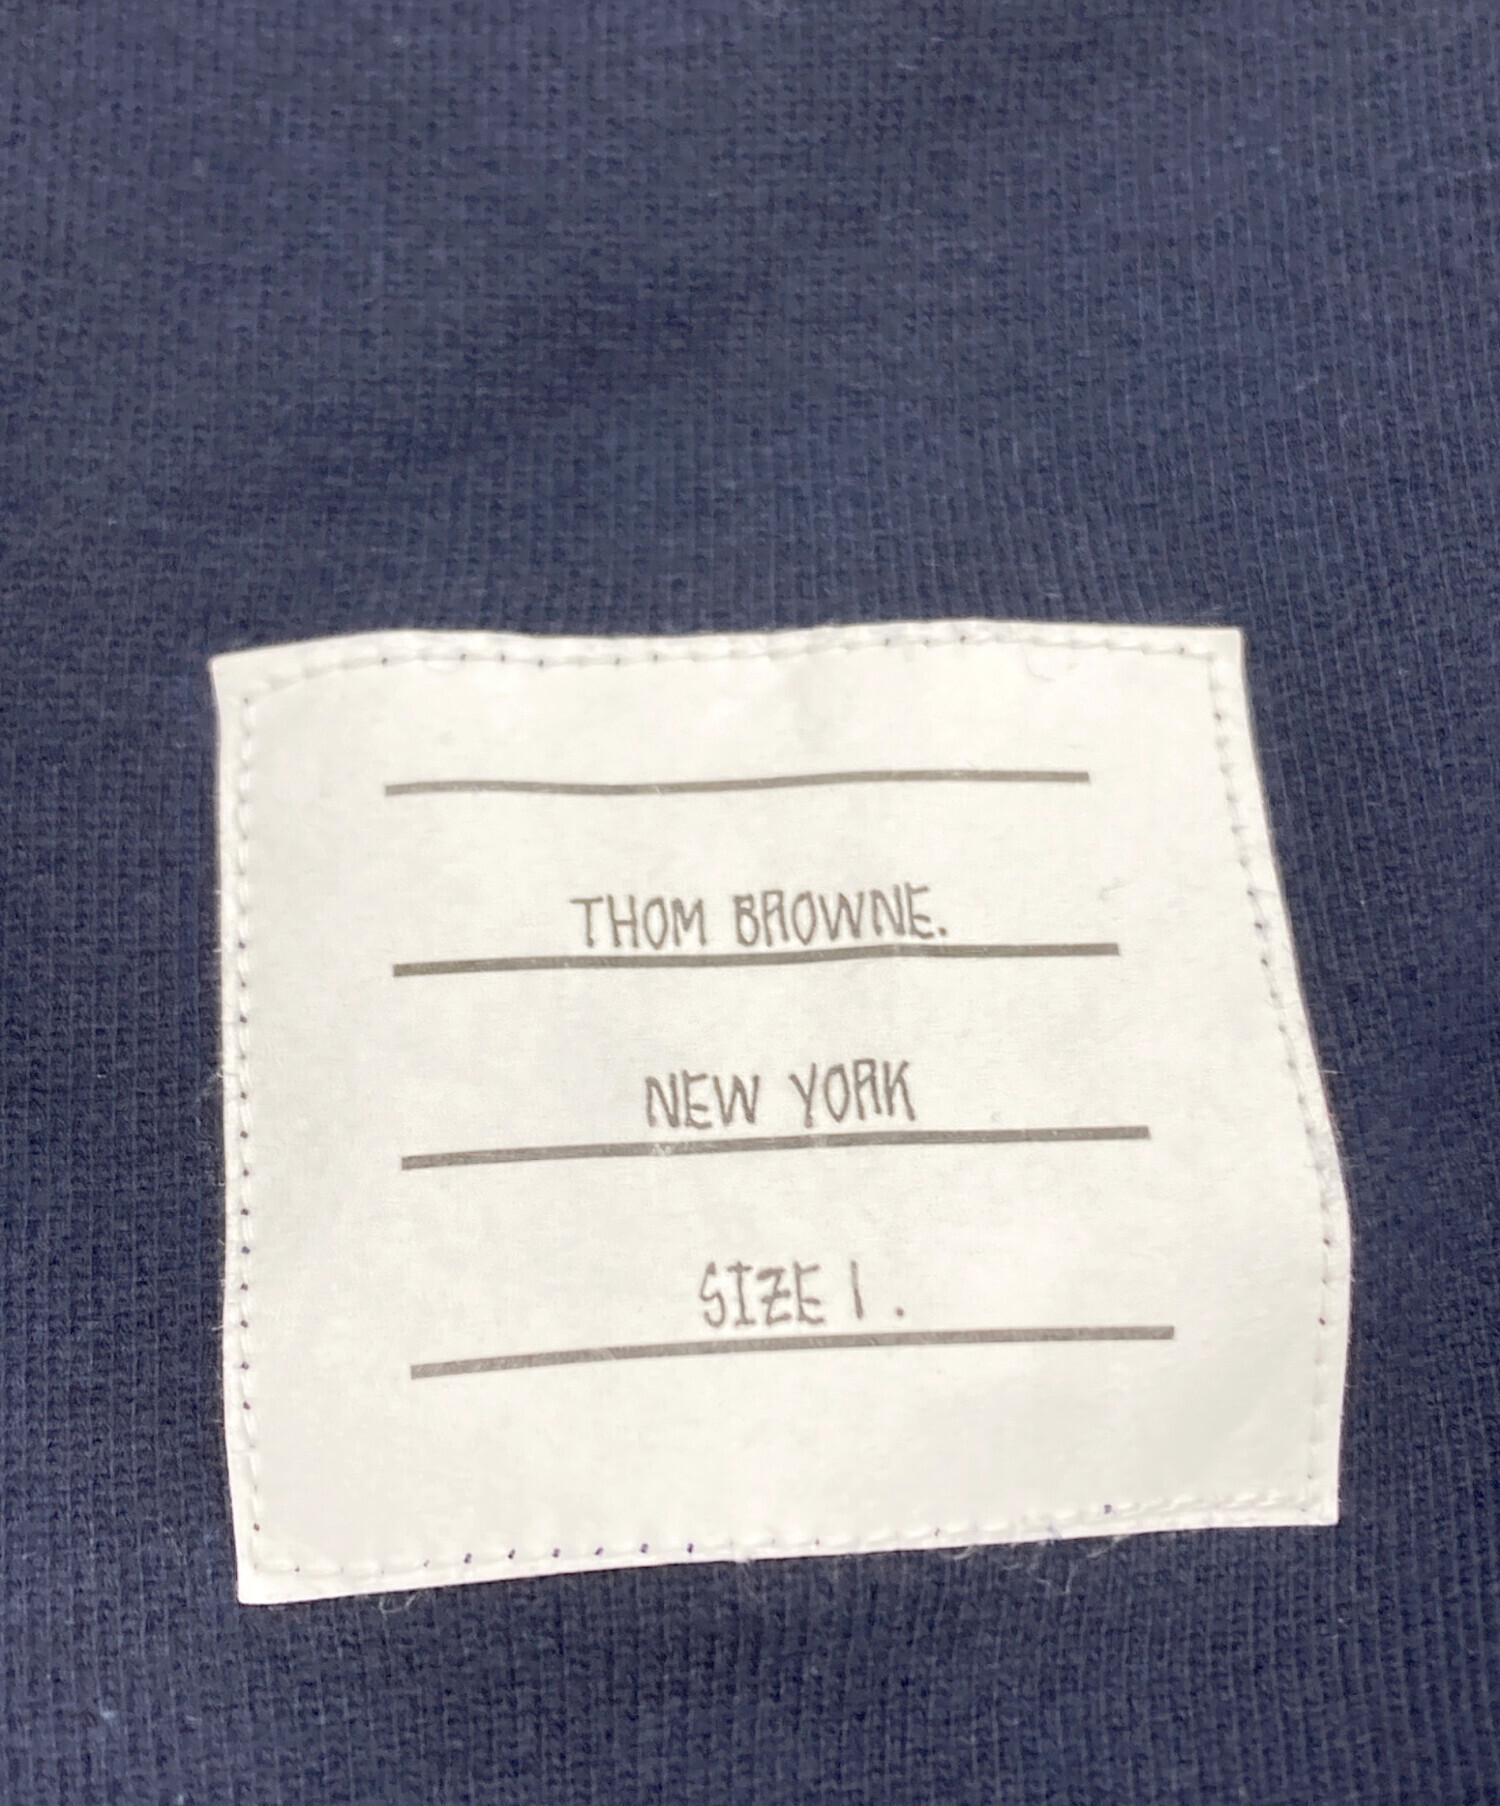 THOM BROWNE.
NEW YORK
SIZE 1 .